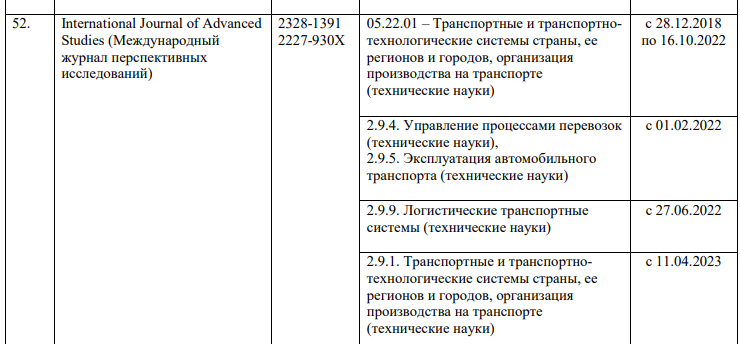 52.
International Journal of Advanced
Studies (Международный
журнал перспективных
исследований)
2328-1391
2227-930X
05.22.01 – Транспортные и транспортно-
технологические системы страны, ее
регионов и городов, организация
производства на транспорте
(технические науки)
с 28.12.2018
по 16.10.2022
2.9.4. Управление процессами перевозок
(технические науки),
2.9.5. Эксплуатация автомобильного
транспорта (технические науки)
с 01.02.2022
2.9.9. Логистические транспортные
системы (технические науки)
с 27.06.2022
2.9.1. Транспортные и транспортно-
технологические системы страны, ее
регионов и городов, организация
производства на транспорте
(технические науки)
с 11.04.2023